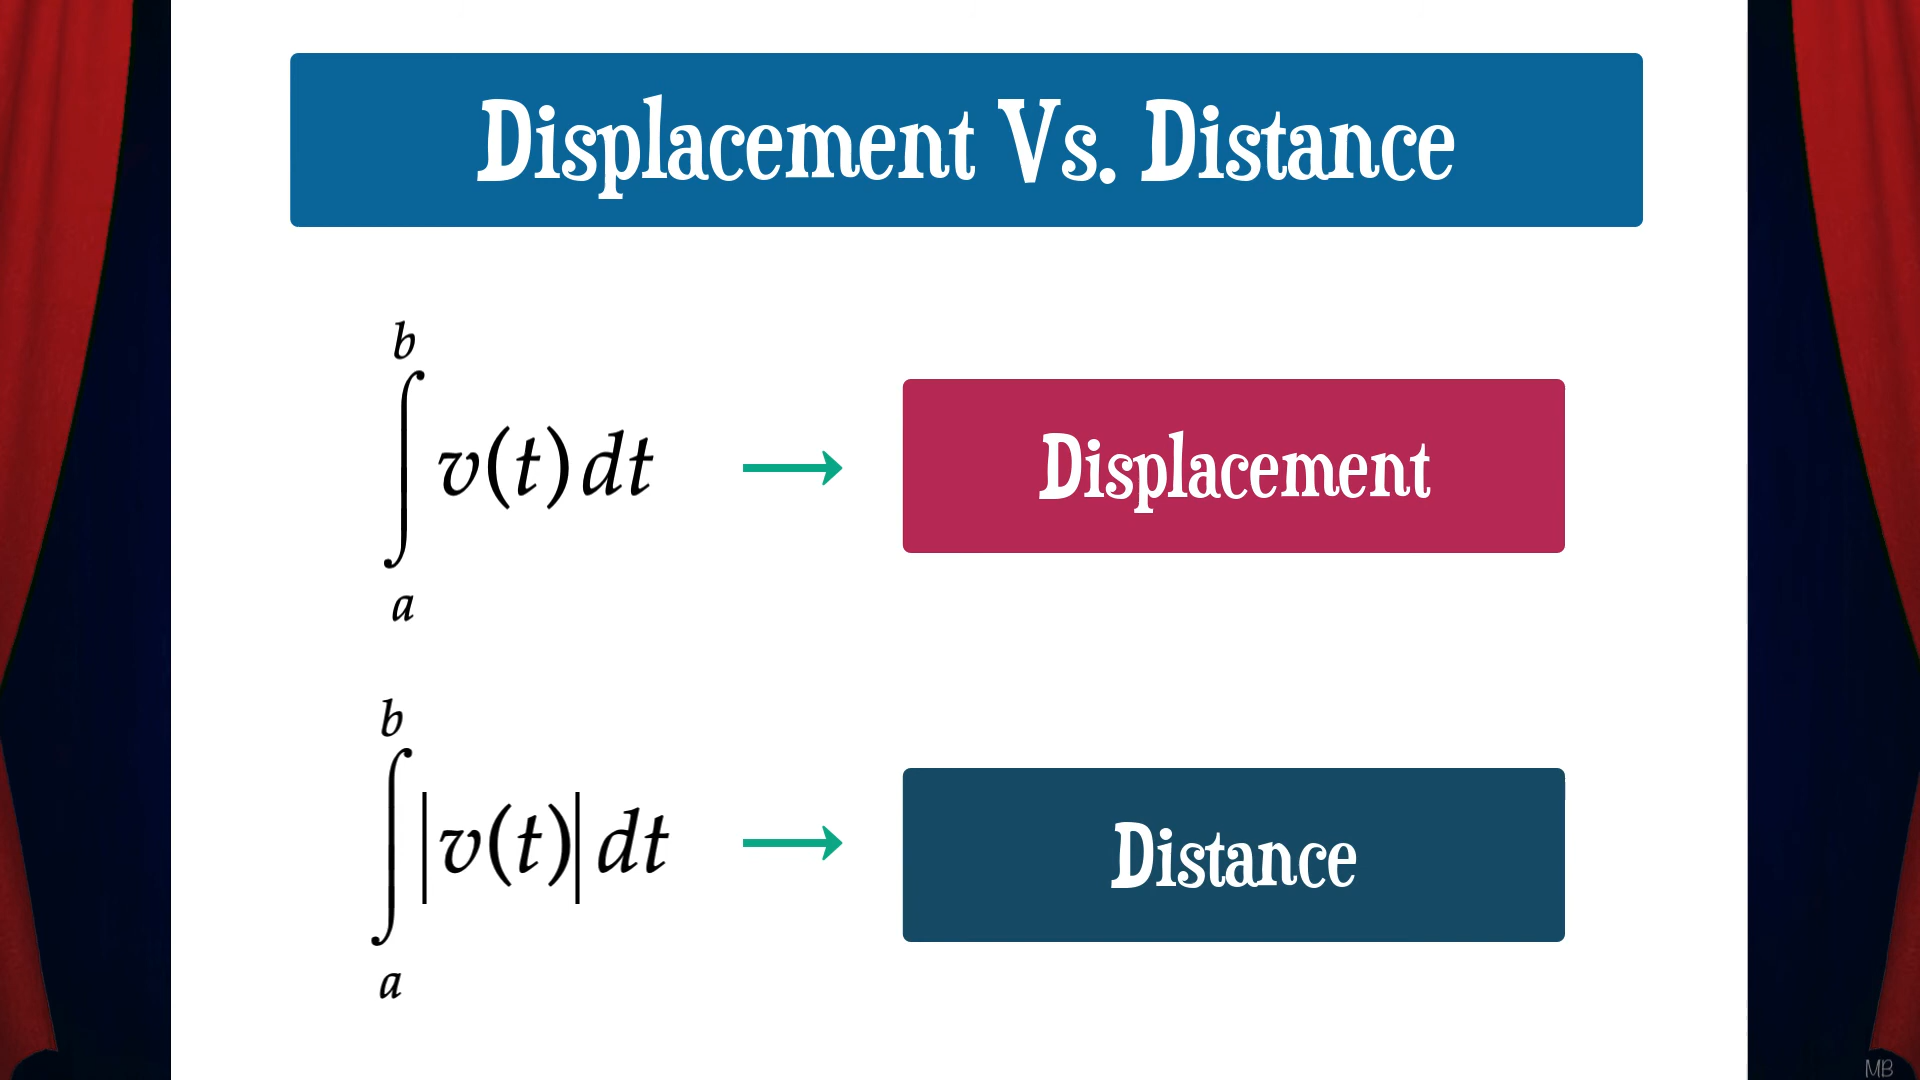 Displacement Vs. Distance
b
∫ v(t) dt → Displacement
a
b
∫ |v(t)| dt → Distance
a
MB